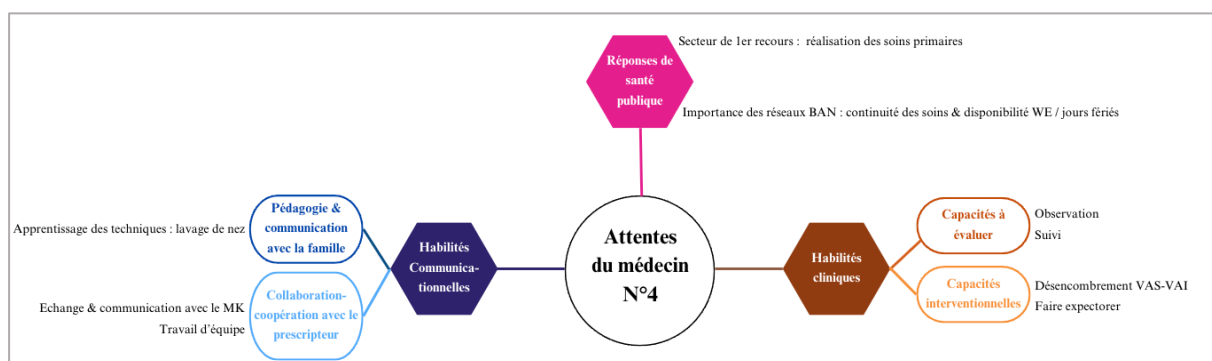 Secteur de 1er recours : réalisation des soins primaires
Réponses de
santé
publique
Importance des réseaux BAN : continuité des soins & disponibilité WE / jours fériés
Pédagogie &
communication
avec la famille
Apprentissage des techniques : lavage de nez
Habilités
Communica-
tionnelles
Collaboration-
coopération avec le
prescripteur
Echange & communication avec le MK
Travail d'équipe
Attentes
du médecin
N°4
Habilités
cliniques
Capacités à
évaluer
Observation
Suivi
Capacités
interventionnelles
Désencombrement VAS-VAI
Faire expectorer